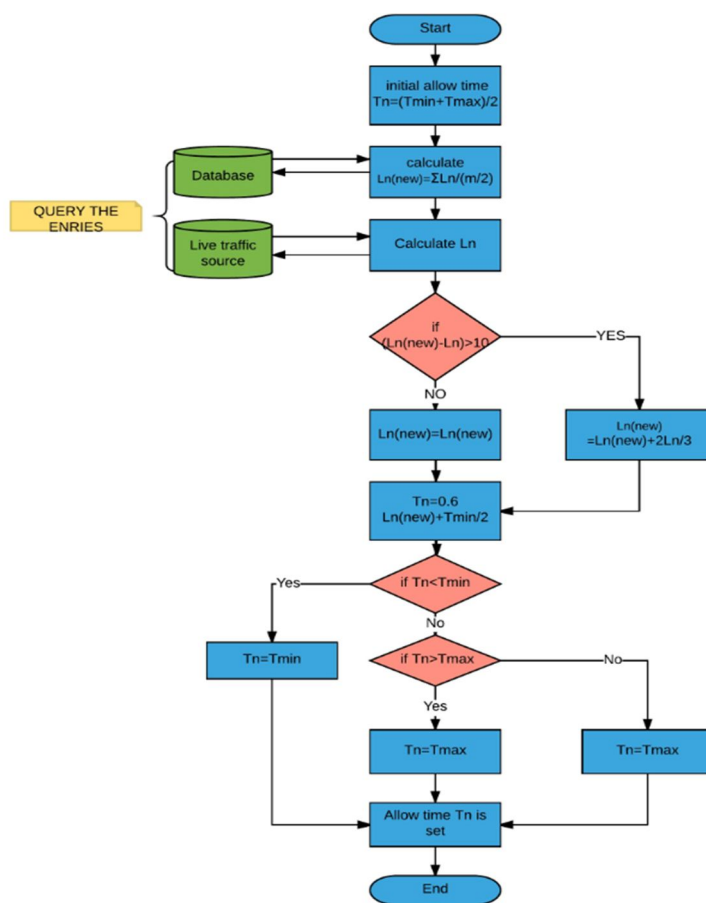 Start
initial allow time
Tn=(Tmin+Tmax)/2
calculate
Ln(new)=ΣLn/(m/2)
Database
QUERY THE
ENRIES
Live traffic
source
Calculate Ln
if
(Ln(new)-Ln)>10
YES
NO
Ln(new)=Ln(new)
Ln(new)
=Ln(new)+2Ln/3
Tn=0.6
Ln(new)+Tmin/2
if Tn<Tmin
Yes
No
Tn=Tmin
if Tn>Tmax
No
Yes
Tn=Tmax
Tn=Tmax
Allow time Tn is
set
End